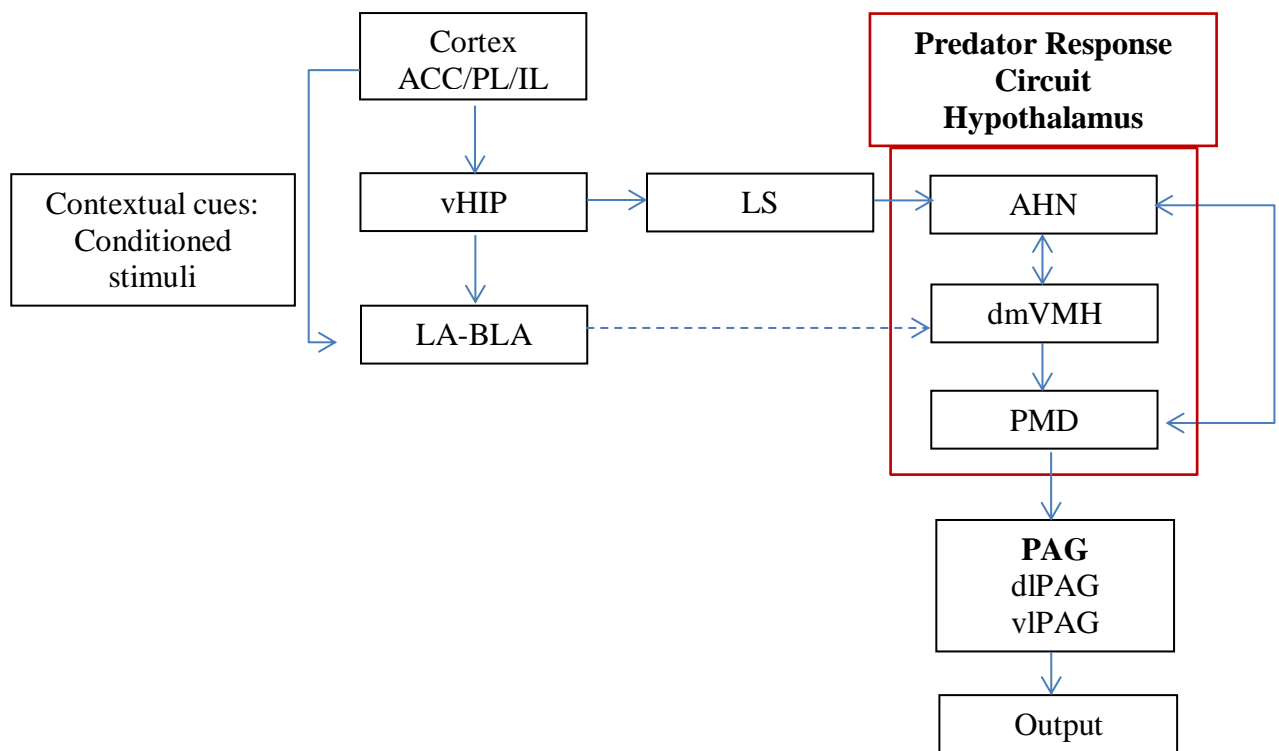 Cortex
ACC/PL/IL
Predator Response
Circuit
Hypothalamus
Contextual cues:
Conditioned
stimuli
vHIP
LS
AHN
LA-BLA
dmVMH
PMD
PAG
dlPAG
vlPAG
Output